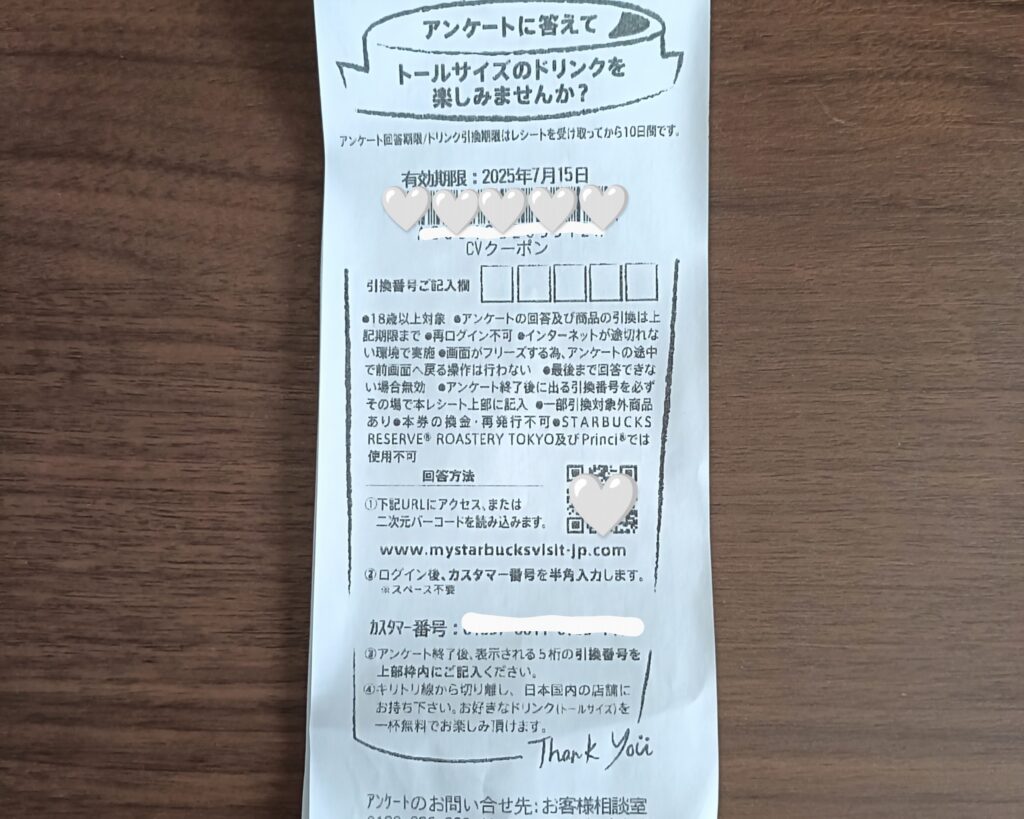 アンケートに答えて
トールサイズのドリンクを
楽しみませんか?
アンケート回答期限/ドリンク引換期限はレシートを受け取ってから10日間です。
有効期限:2025年7月15日
CVクーポン
引換番号ご記入欄
●18歳以上対象 ●アンケートの回答及び商品の引換は上
記期限まで ●再ログイン不可 ●インターネットが途切れな
い環境で実施 ●画面がフリーズする為、アンケートの途中
で前画面へ戻る操作は行わない ●最後まで回答できな
い場合無効 ●アンケート終了後に出る引換番号を必ず
その場で本レシート上部に記入 ●一部引換対象外商品
あり ●本券の換金・再発行不可 ●STARBUCKS
RESERVE® ROASTERY TOKYO及びPrinci®では
使用不可
回答方法
①下記URLにアクセス、または
二次元バーコードを読み込みます。
www.mystarbucksvisit-jp.com
②ログイン後、カスタマー番号を半角入力します。
※スペース不要
カスタマー番号:
③アンケート終了後、表示される5桁の引換番号を
上部枠内にご記入ください。
④キリトリ線から切り離し、日本国内の店舗に
お持ち下さい。お好きなドリンク(トールサイズ)を
一杯無料でお楽しみ頂けます。
Thank You
アンケートのお問い合せ先:お客様相談室